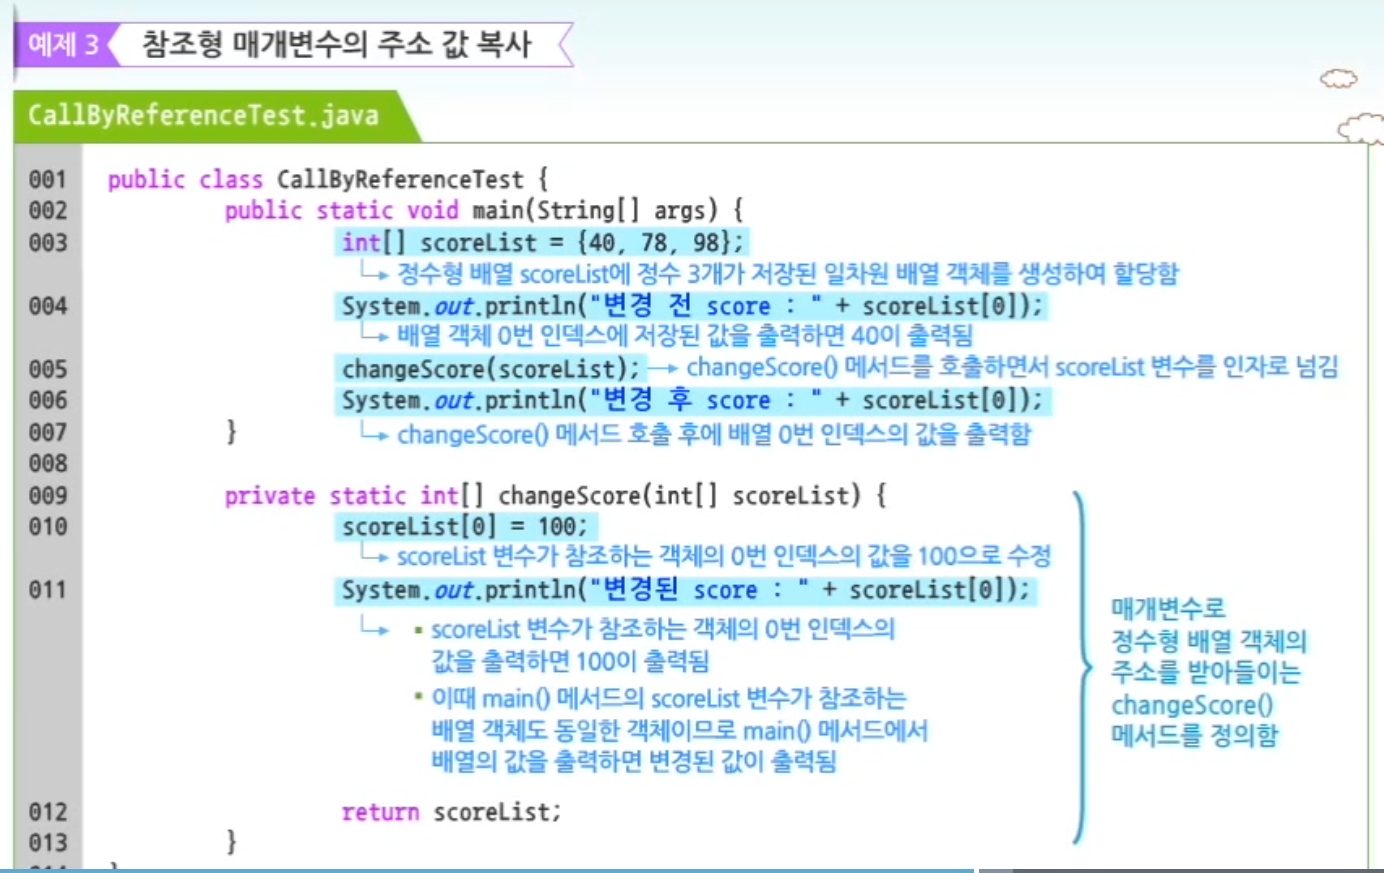 예제 3 참조형 매개변수의 주소 값 복사
CallByReferenceTest.java
001 public class CallByReferenceTest {
002 public static void main(String[] args) {
003 int[] scoreList = {40, 78, 98};
정수형 배열 scoreList에 정수 3개가 저장된 일차원 배열 객체를 생성하여 할당함
004 System.out.println("변경 전 score : " + scoreList[0]);
배열 객체 0번 인덱스에 저장된 값을 출력하면 40이 출력됨
005 changeScore(scoreList); changeScore() 메서드를 호출하면서 scoreList 변수를 인자로 넘김
006 System.out.println("변경 후 score : " + scoreList[0]);
007 } changeScore() 메서드 호출 후에 배열 0번 인덱스의 값을 출력함
008
009 private static int[] changeScore(int[] scoreList) {
010 scoreList[0] = 100;
scoreList 변수가 참조하는 객체의 0번 인덱스의 값을 100으로 수정
011 System.out.println("변경된 score : " + scoreList[0]);
▪ scoreList 변수가 참조하는 객체의 0번 인덱스의
값을 출력하면 100이 출력됨
▪ 이때 main() 메서드의 scoreList 변수가 참조하는
배열 객체도 동일한 객체이므로 main() 메서드에서
배열의 값을 출력하면 변경된 값이 출력됨
012 return scoreList;
013 }
매개변수로
정수형 배열 객체의
주소를 받아들이는
changeScore()
메서드를 정의함